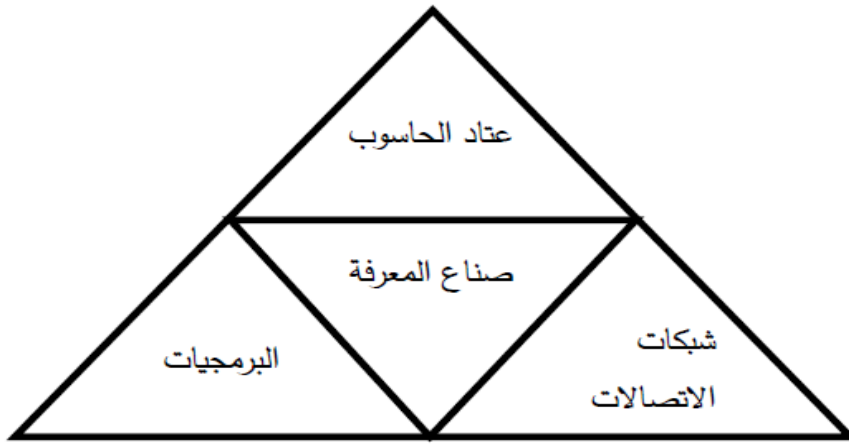 عتاد الحاسوب
صناع المعرفة
شبكات
الاتصالات
البرمجيات